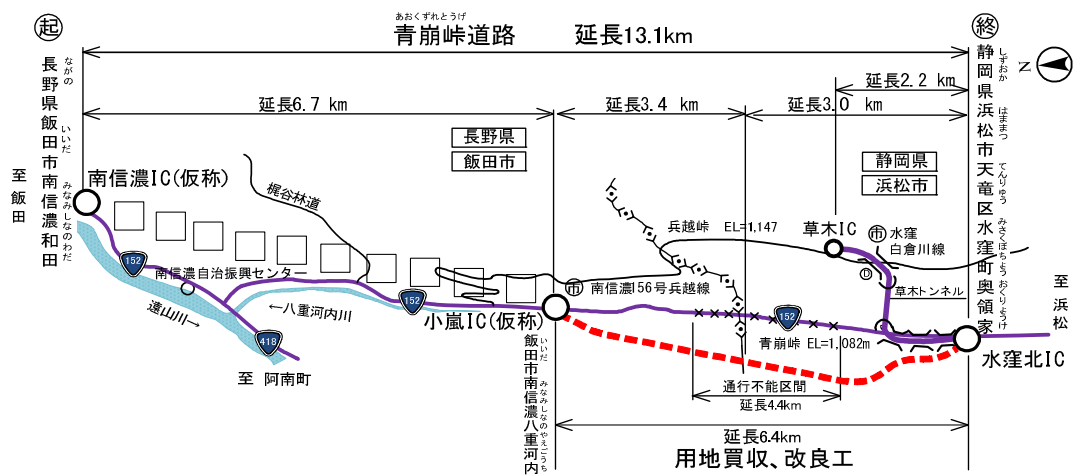 あおくずれとうげ
起
青崩峠道路 延長13.1km
終
長野県飯田市南信濃和田
ながの いいだ みなみしなのわだ
静岡県浜松市天竜区水窪町奥領家
しずおか はままつ てんりゅう みさくぼちょうおくりょうけ
N
延長2.2 km
延長6.7 km
延長3.4 km
延長3.0 km
長野県
飯田市
静岡県
浜松市
至飯田
南信濃IC(仮称)
梶谷林道
兵越峠 EL=1,147
草木IC
市 水窪
白倉川線
152
南信濃自治振興センター
市 南信濃156号兵越線
D
草木トンネル
至浜松
遠山川→
←八重河内川
152
小嵐IC(仮称)
152
418
至 阿南町
青崩峠 EL=1,082m
水窪北IC
飯田市南信濃八重河内
いいだ みなみしなのやえごうち
通行不能区間
延長4.4km
延長6.4km
用地買収、改良工